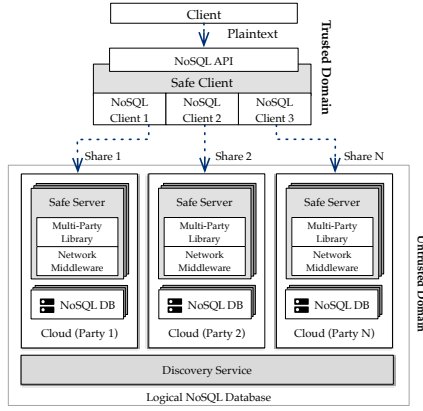 Client
Plaintext
NoSQL API
Safe Client
NoSQL
Client 1
NoSQL
Client 2
NoSQL
Client 3
Trusted Domain
Share 1
Share 2
Share N
Safe Server
Multi-Party
Library
Network
Middleware
NoSQL DB
Cloud (Party 1)
Safe Server
Multi-Party
Library
Network
Middleware
NoSQL DB
Cloud (Party 2)
Safe Server
Multi-Party
Library
Network
Middleware
NoSQL DB
Cloud (Party N)
Untrusted Domain
Discovery Service
Logical NoSQL Database